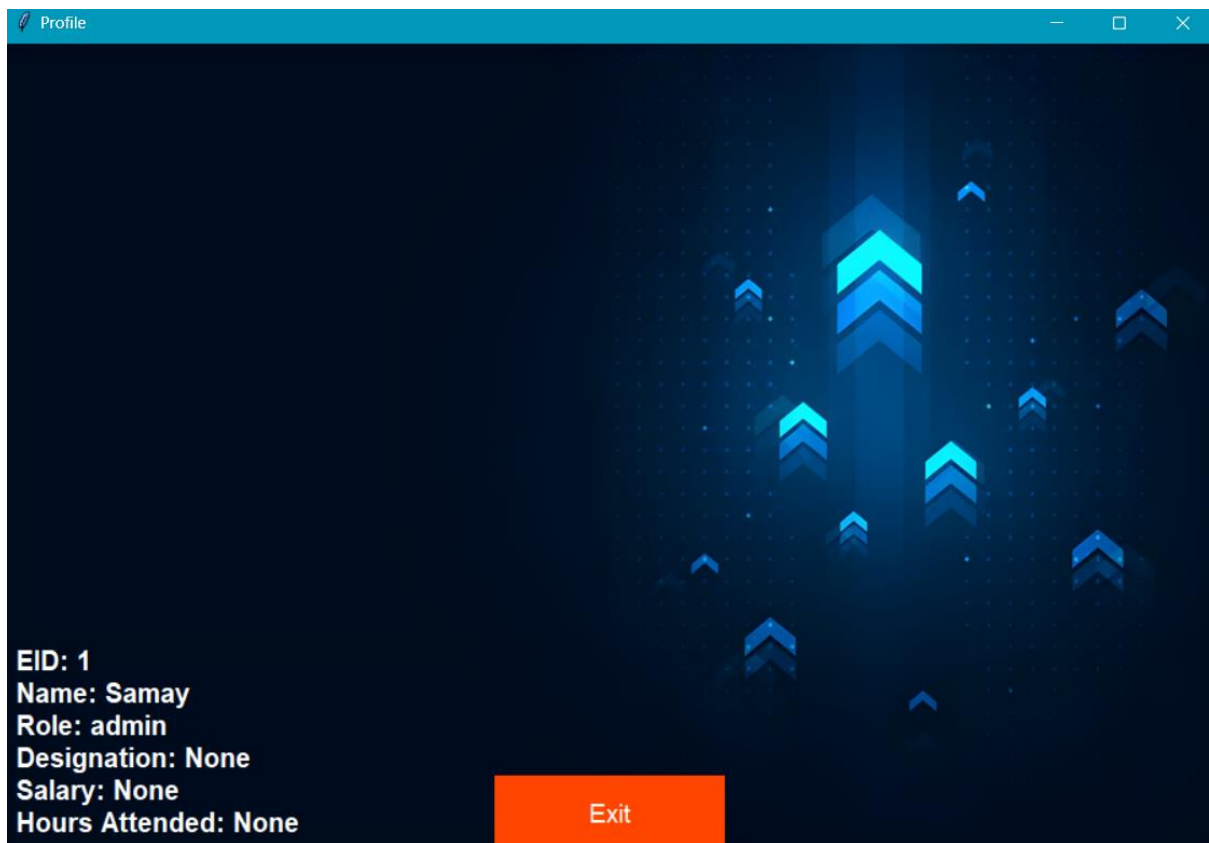 Profile
EID: 1
Name: Samay
Role: admin
Designation: None
Salary: None
Hours Attended: None
Exit